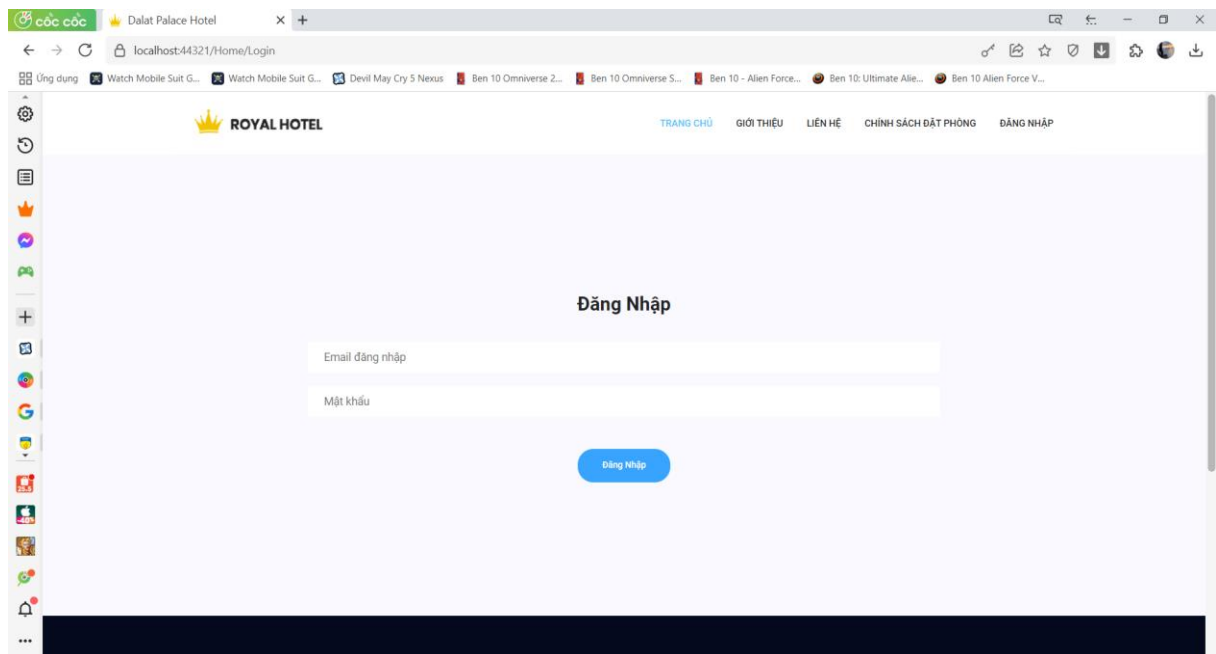 cốc cốc
Dalat Palace Hotel
localhost:44321/Home/Login
Ứng dụng Watch Mobile Suit G... Watch Mobile Suit G... Devil May Cry 5 Nexus Ben 10 Omniverse 2... Ben 10 Omniverse S... Ben 10 - Alien Force... Ben 10: Ultimate Alie... Ben 10 Alien Force V...
ROYAL HOTEL
TRANG CHỦ GIỚI THIỆU LIÊN HỆ CHÍNH SÁCH ĐẶT PHÒNG ĐĂNG NHẬP
Đăng Nhập
Email đăng nhập
Mật khẩu
Đăng Nhập